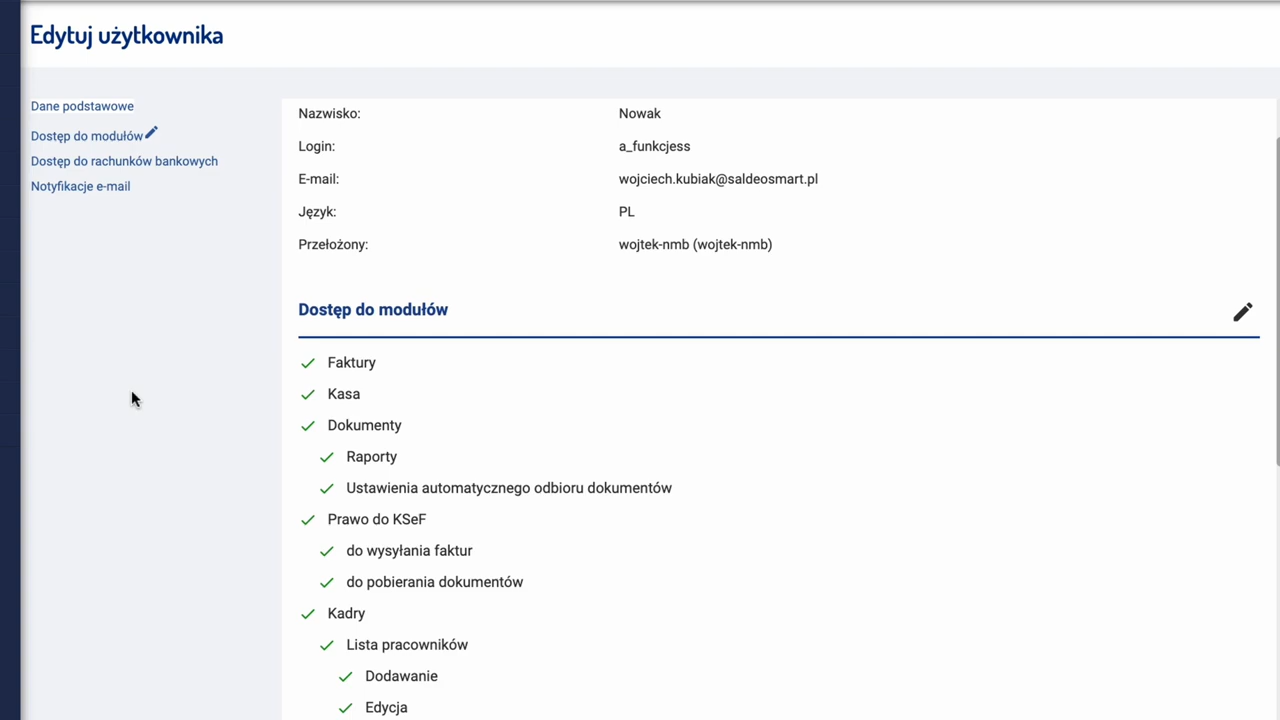 Edytuj użytkownika
Dane podstawowe
Dostęp do modułów
Dostęp do rachunków bankowych
Notyfikacje e-mail
Nazwisko: Nowak
Login: a_funkcjess
E-mail: wojciech.kubiak@saldeosmart.pl
Język: PL
Przełożony: wojtek-nmb (wojtek-nmb)
Dostęp do modułów
Faktury
Kasa
Dokumenty
Raporty
Ustawienia automatycznego odbioru dokumentów
Prawo do KSeF
do wysyłania faktur
do pobierania dokumentów
Kadry
Lista pracowników
Dodawanie
Edycja